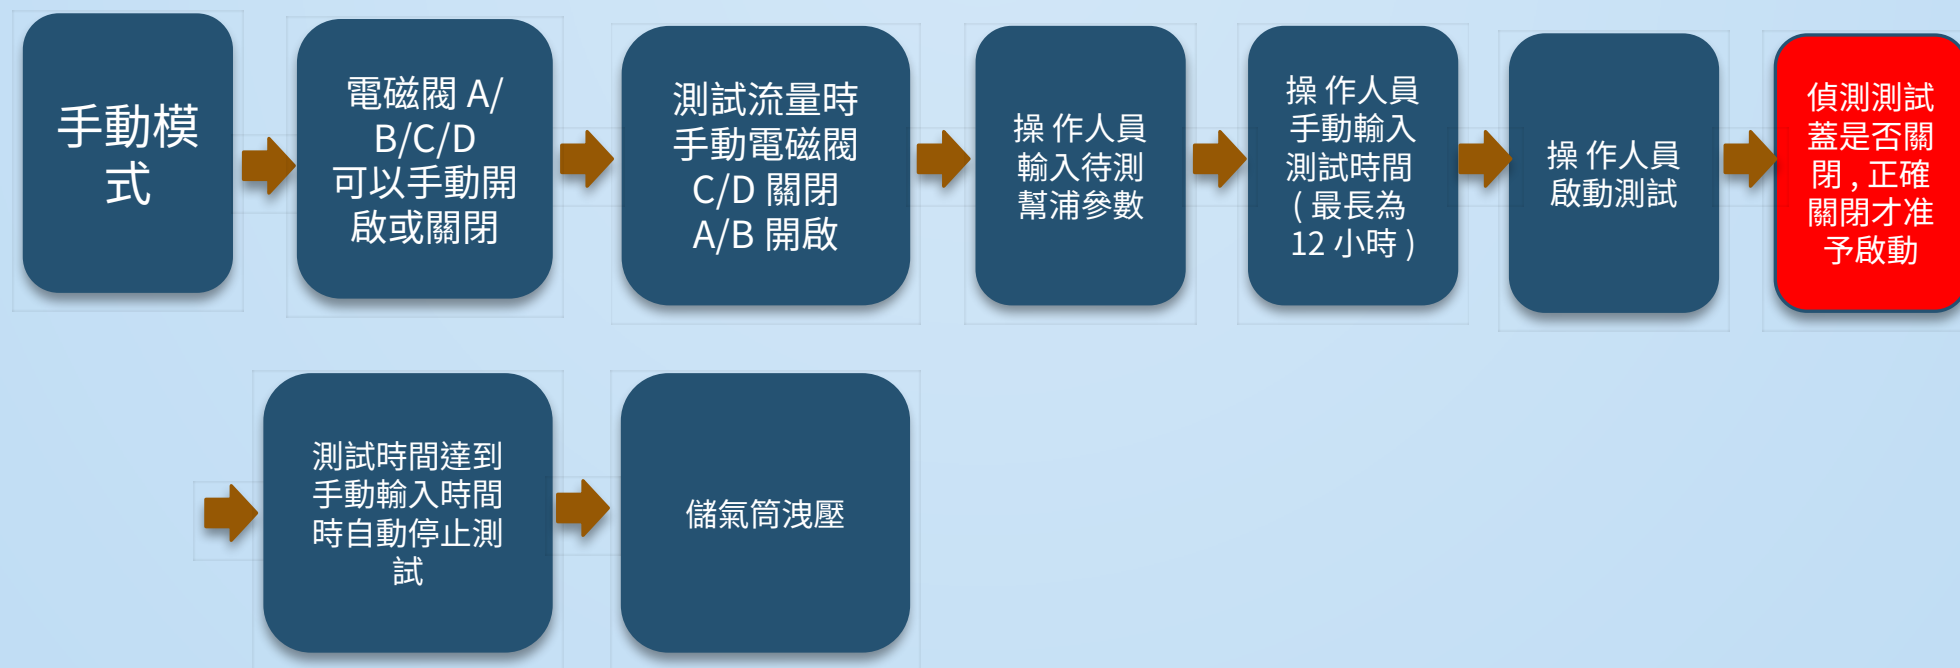 手動模
式
電磁閥 A/
B/C/D
可以手動開
啟或關閉
測試流量時
手動電磁閥
C/D 關閉
A/B 開啟
操 作人員
輸入待測
幫浦參數
操 作人員
手動輸入
測試時間
( 最長為
12 小時 )
操 作人員
啟動測試
偵測測試
蓋是否關
閉 , 正確
關閉才准
予啟動
測試時間達到
手動輸入時間
時自動停止測
試
儲氣筒洩壓